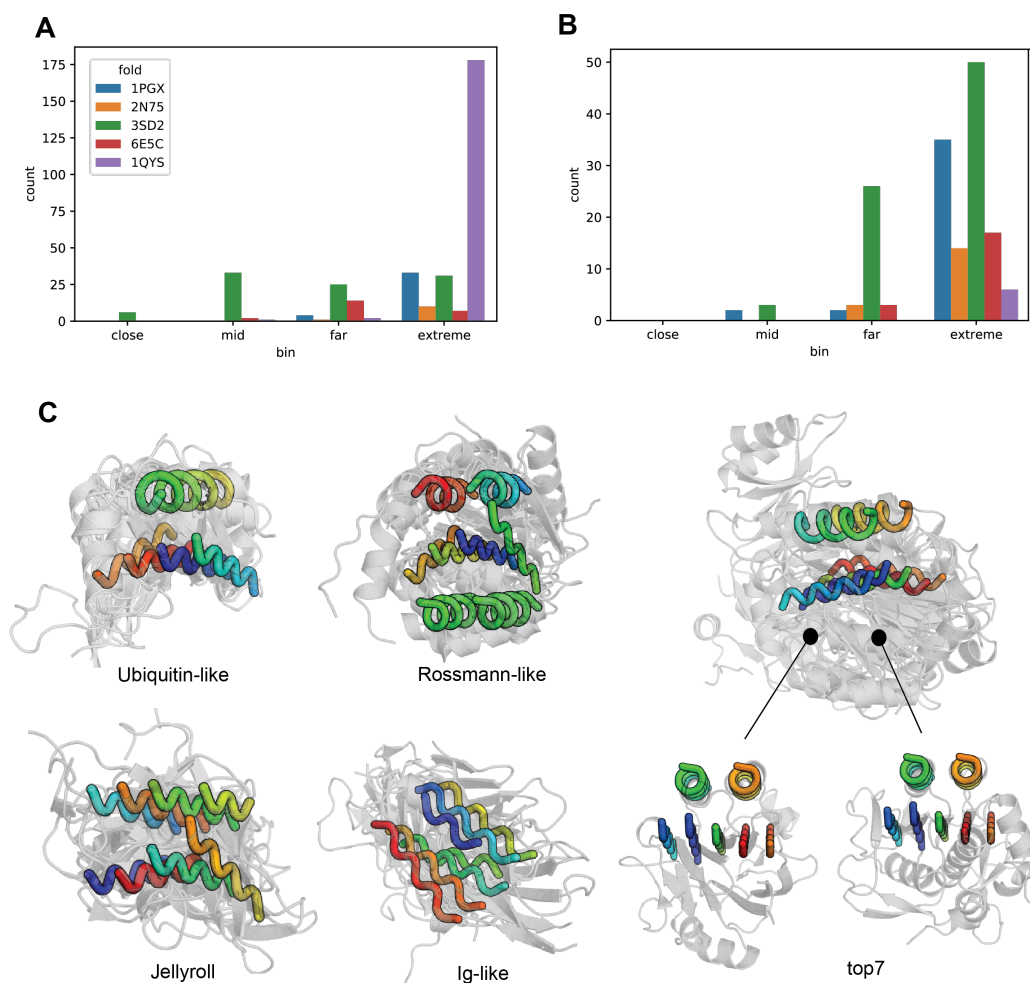 A
175
150
125
100
75
50
25
0
count
fold
1PGX
2N75
3SD2
6E5C
1QYS
close mid far extreme
bin
B
50
40
30
20
10
0
count
close mid far extreme
bin
C
Ubiquitin-like
Rossmann-like
Jellyroll
Ig-like
top7